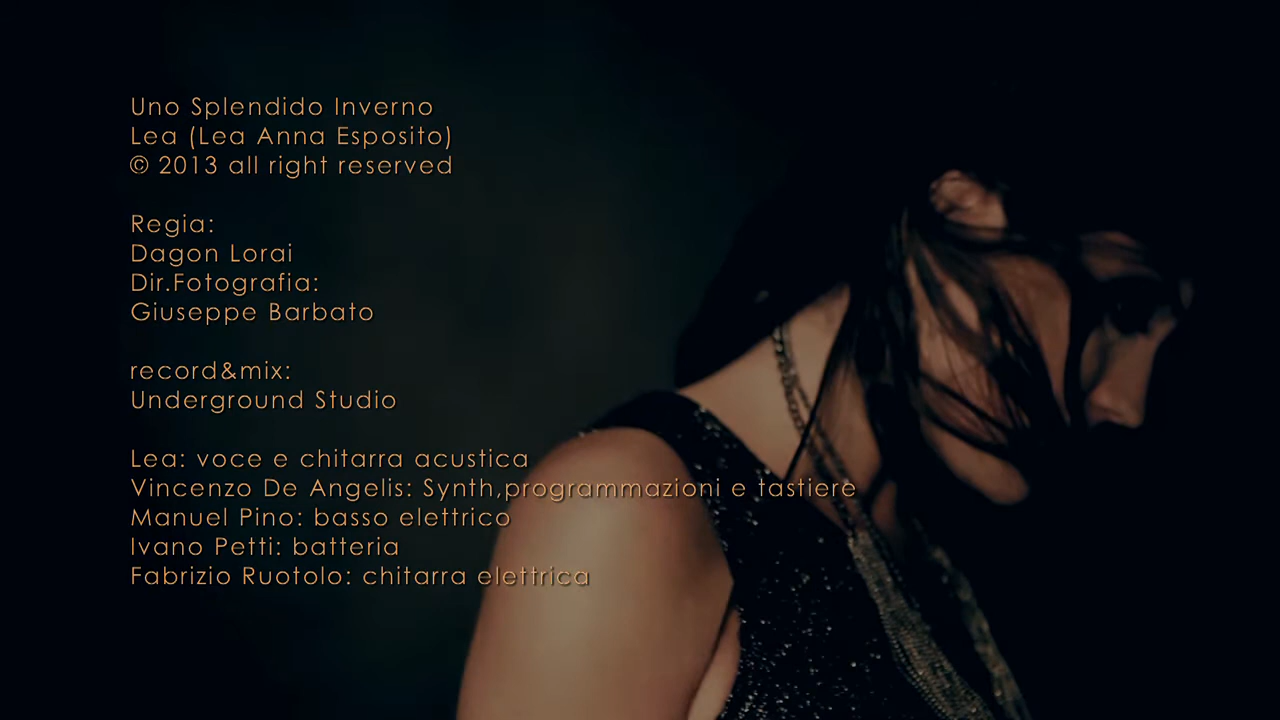 Uno Splendido Inverno
Lea (Lea Anna Esposito)
© 2013 all right reserved
Regia:
Dagon Lorai
Dir.Fotografia:
Giuseppe Barbato
record&mix:
Underground Studio
Lea: voce e chitarra acustica
Vincenzo De Angelis: Synth,programmazioni e tastiere
Manuel Pino: basso elettrico
Ivano Petti: batteria
Fabrizio Ruotolo: chitarra elettrica